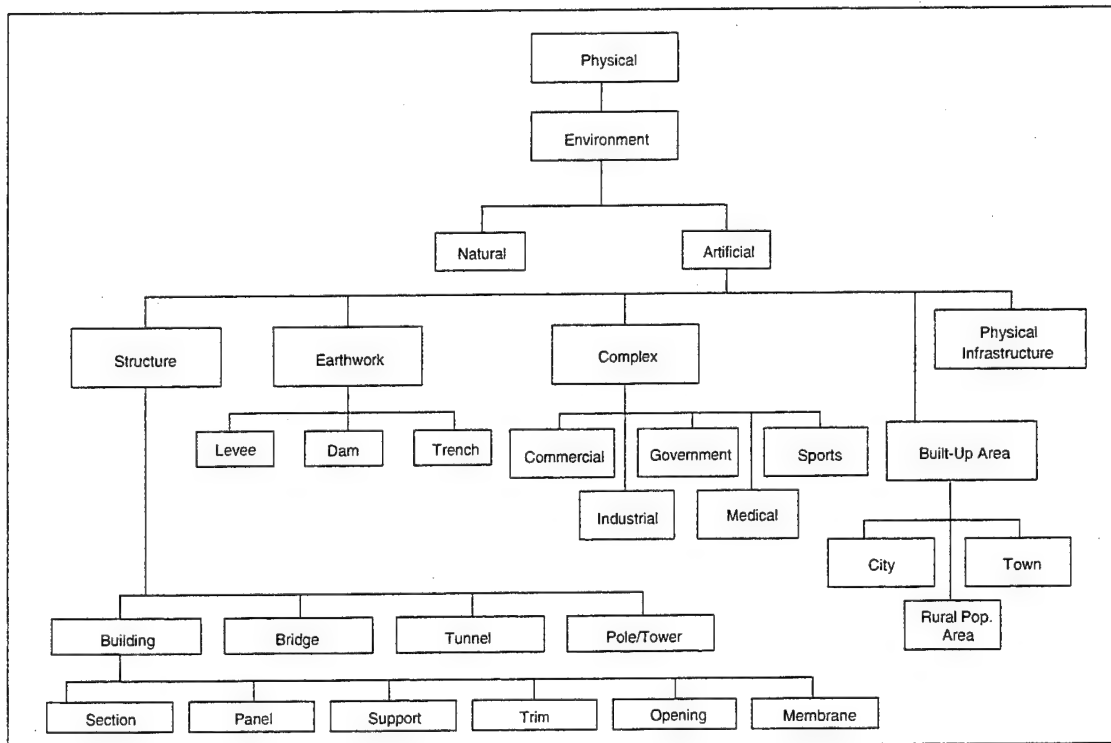 Physical
Environment
Natural
Artificial
Structure
Earthwork
Complex
Physical
Infrastructure
Levee
Dam
Trench
Commercial
Government
Sports
Built-Up Area
Industrial
Medical
City
Town
Rural Pop.
Area
Building
Bridge
Tunnel
Pole/Tower
Section
Panel
Support
Trim
Opening
Membrane